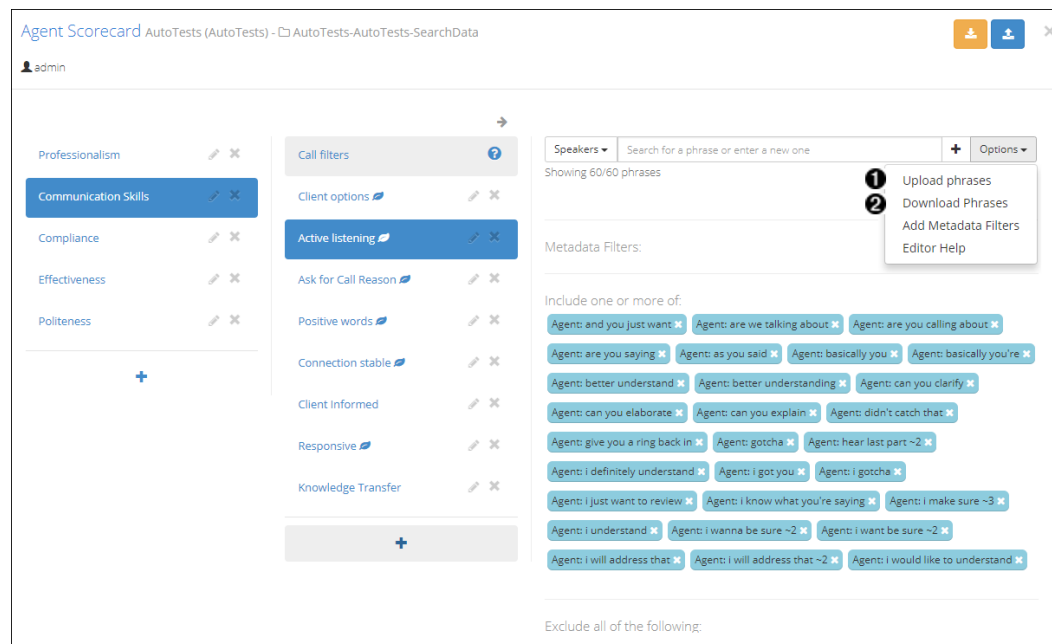 Agent Scorecard AutoTests (AutoTests) - AutoTests-AutoTests-SearchData
admin
Professionalism
Communication Skills
Compliance
Effectiveness
Politeness
Call filters
Client options
Active listening
Ask for Call Reason
Positive words
Connection stable
Client Informed
Responsive
Knowledge Transfer
Speakers Search for a phrase or enter a new one Options
Showing 60/60 phrases
1 Upload phrases
2 Download Phrases
Add Metadata Filters
Editor Help
Metadata Filters:
Include one or more of:
Agent: and you just want Agent: are we talking about Agent: are you calling about
Agent: are you saying Agent: as you said Agent: basically you Agent: basically you're
Agent: better understand Agent: better understanding Agent: can you clarify
Agent: can you elaborate Agent: can you explain Agent: didn't catch that
Agent: give you a ring back in Agent: gotcha Agent: hear last part ~2
Agent: i definitely understand Agent: i got you Agent: i gotcha
Agent: i just want to review Agent: i know what you're saying Agent: i make sure ~3
Agent: i understand Agent: i wanna be sure ~2 Agent: i want be sure ~2
Agent: i will address that Agent: i will address that ~2 Agent: i would like to understand
Exclude all of the following: